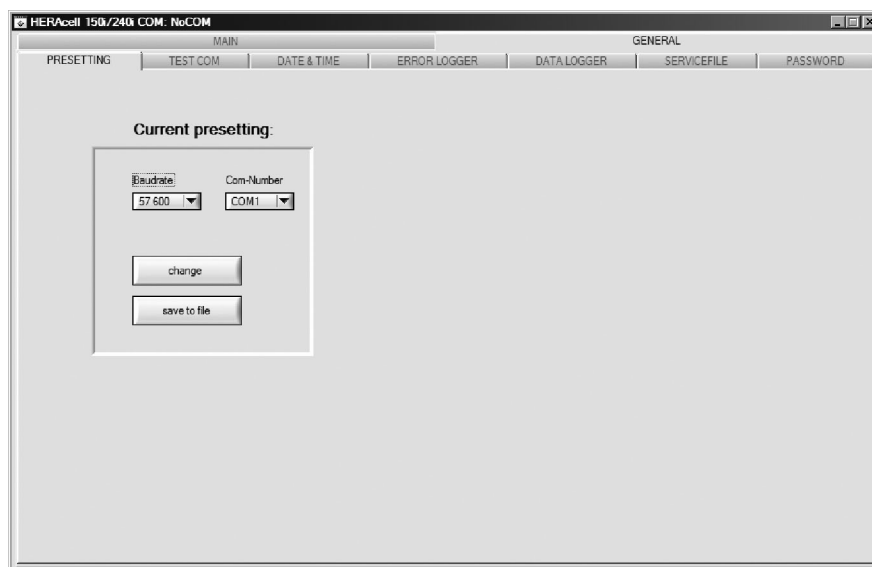 HERAcell 150i/240i COM: NoCOM
MAIN GENERAL
PRESETTING TEST COM DATE & TIME ERROR LOGGER DATA LOGGER SERVICEFILE PASSWORD
Current presetting:
Baudrate Com-Number
57 600 COM1
change
save to file